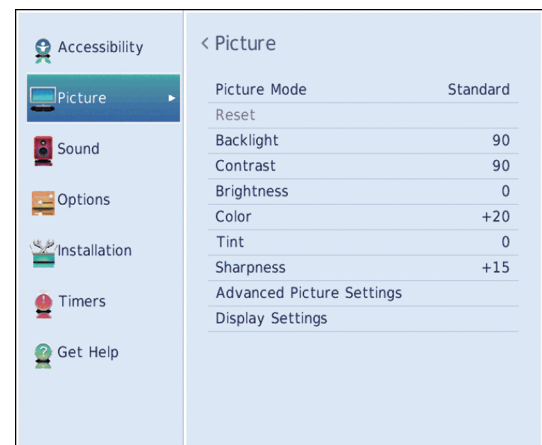 Accessibility
Picture
Sound
Options
Installation
Timers
Get Help
< Picture
Picture Mode Standard
Reset
Backlight 90
Contrast 90
Brightness 0
Color +20
Tint 0
Sharpness +15
Advanced Picture Settings
Display Settings